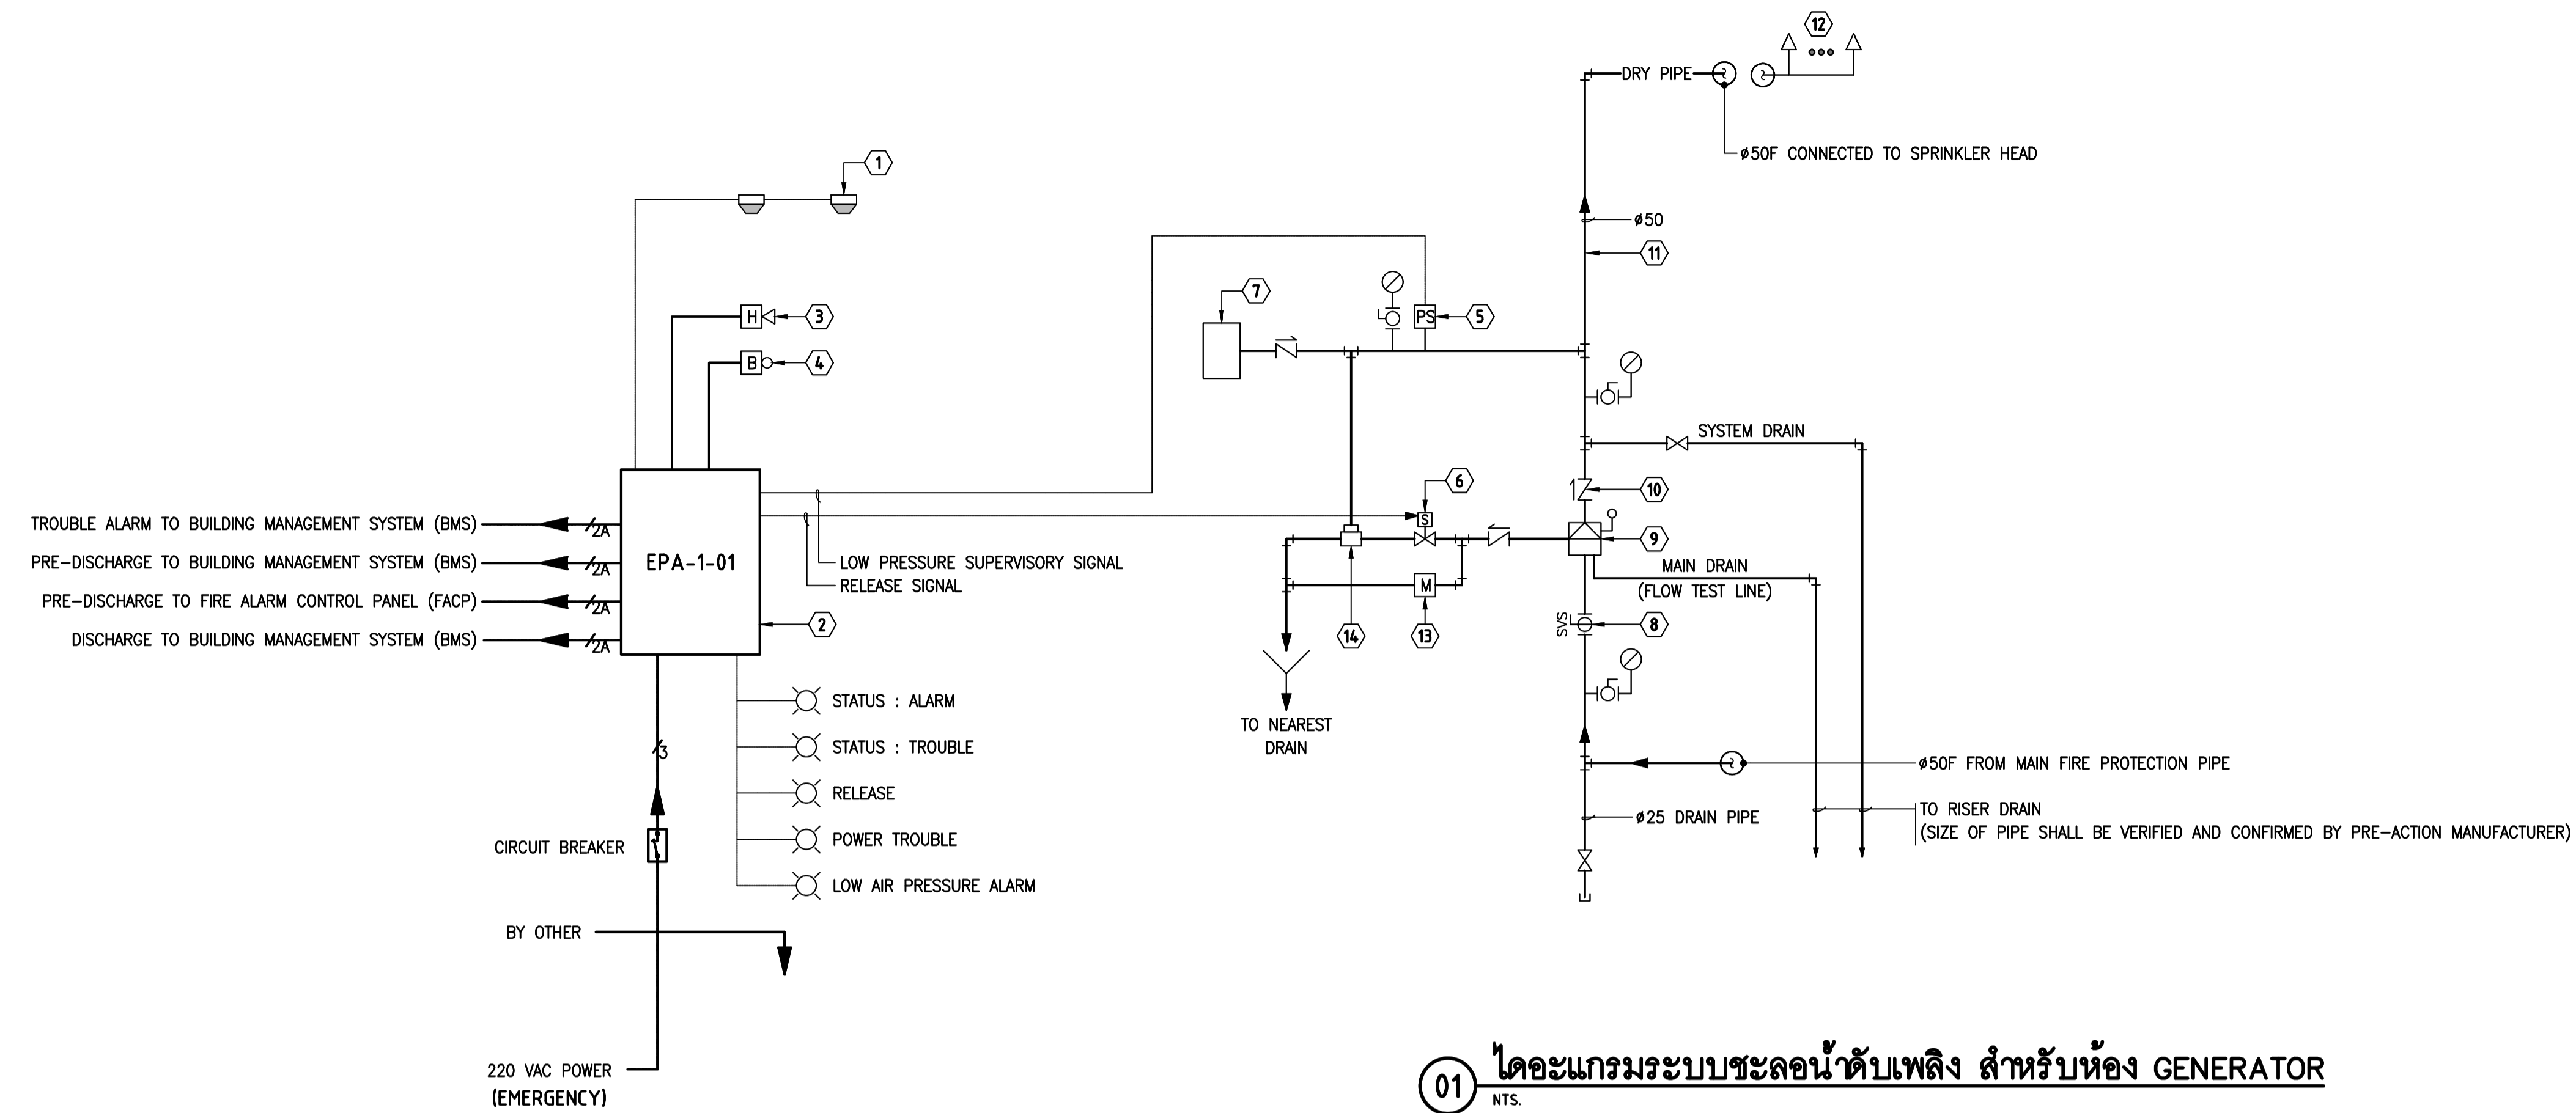 12
DRY PIPE
ø50F CONNECTED TO SPRINKLER HEAD
1
ø50
11
7
3
PS
5
H
4
B
SYSTEM DRAIN
6
10
S
TROUBLE ALARM TO BUILDING MANAGEMENT SYSTEM (BMS)
2A
PRE-DISCHARGE TO BUILDING MANAGEMENT SYSTEM (BMS)
2A
PRE-DISCHARGE TO FIRE ALARM CONTROL PANEL (FACP)
2A
DISCHARGE TO BUILDING MANAGEMENT SYSTEM (BMS)
2A
EPA-1-01
LOW PRESSURE SUPERVISORY SIGNAL
RELEASE SIGNAL
2
9
MAIN DRAIN
(FLOW TEST LINE)
M
SVS
8
14
13
STATUS : ALARM
STATUS : TROUBLE
RELEASE
POWER TROUBLE
LOW AIR PRESSURE ALARM
TO NEAREST
DRAIN
3
ø50F FROM MAIN FIRE PROTECTION PIPE
TO RISER DRAIN
(SIZE OF PIPE SHALL BE VERIFIED AND CONFIRMED BY PRE-ACTION MANUFACTURER)
ø25 DRAIN PIPE
CIRCUIT BREAKER
BY OTHER
220 VAC POWER
(EMERGENCY)
01
ไดอะแกรมระบบชะลอน้ำดับเพลิง สำหรับห้อง GENERATOR
NTS.